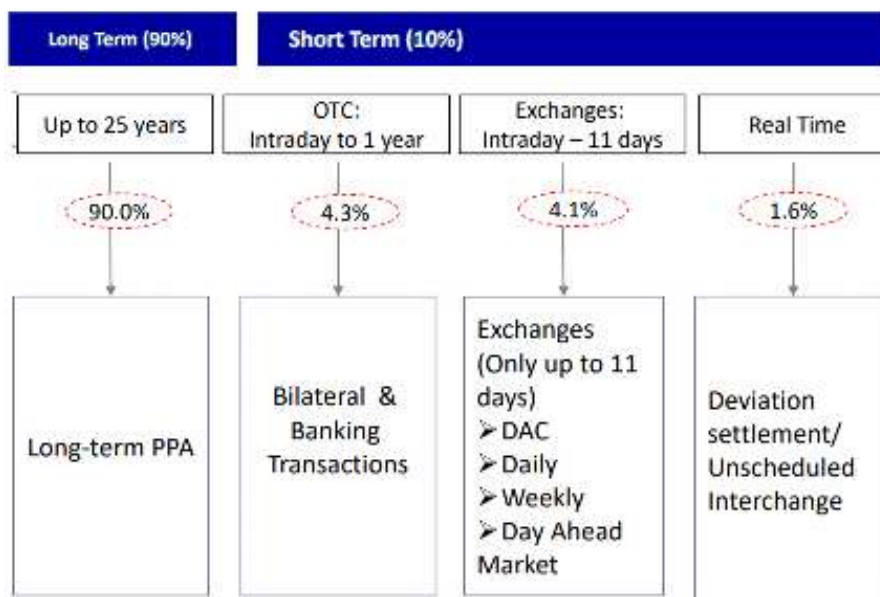 Long Term (90%)
Short Term (10%)
Up to 25 years
OTC:
Intraday to 1 year
Exchanges:
Intraday – 11 days
Real Time
90.0%
4.3%
4.1%
1.6%
Long-term PPA
Bilateral &
Banking
Transactions
Exchanges
(Only up to 11
days)
➢DAC
➢Daily
➢Weekly
➢Day Ahead
Market
Deviation
settlement/
Unscheduled
Interchange